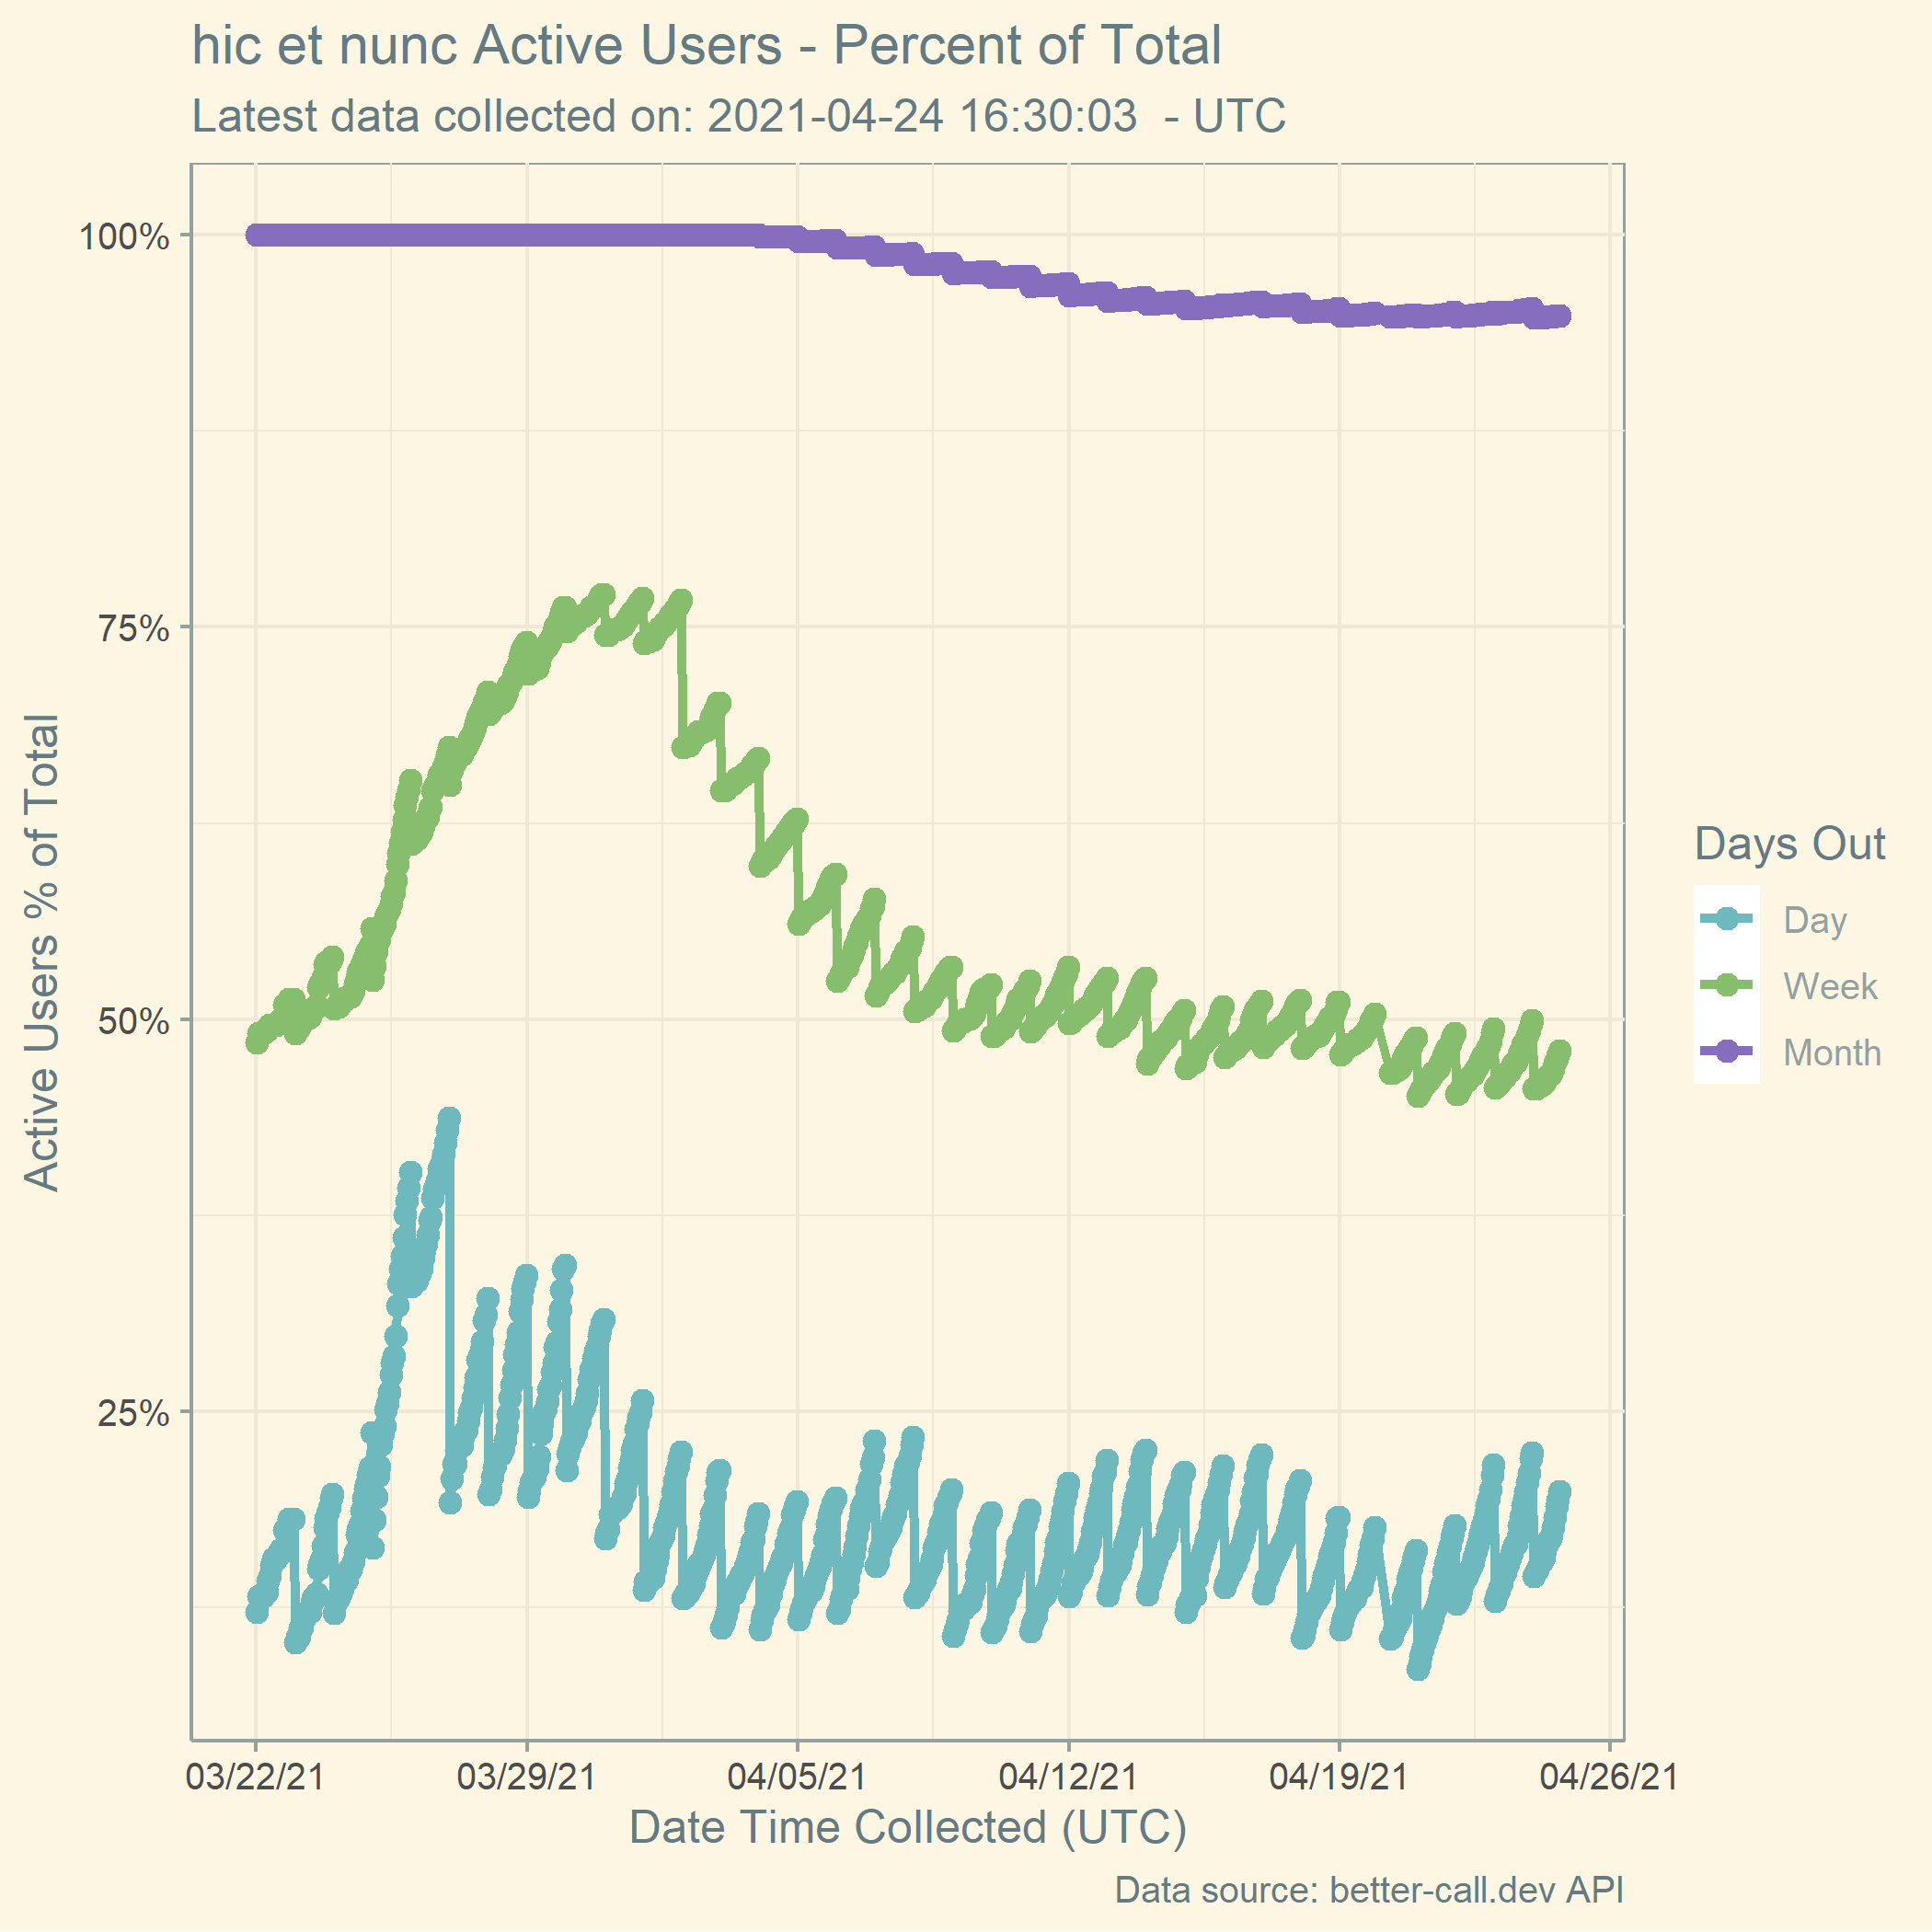 hic et nunc Active Users - Percent of Total
Latest data collected on: 2021-04-24 16:30:03  - UTC
Active Users % of Total
100%
75%
50%
25%
03/22/21
03/29/21
04/05/21
04/12/21
04/19/21
04/26/21
Date Time Collected (UTC)
Days Out
Day
Week
Month
Data source: better-call.dev API